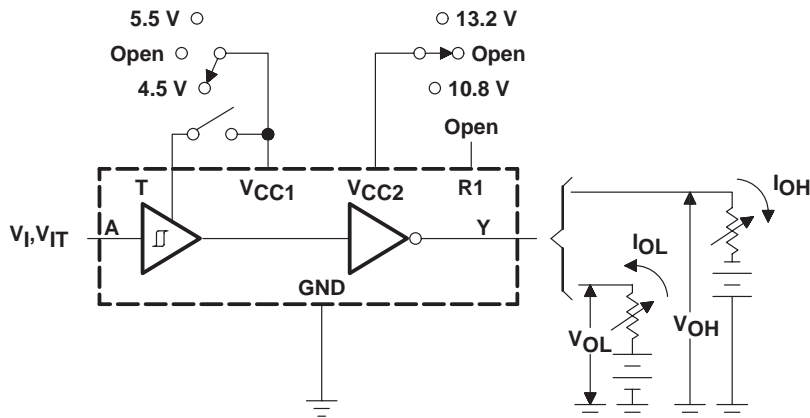 5.5 V
13.2 V
Open
Open
4.5 V
10.8 V
Open
T
VCC1
VCC2
R1
IOH
VI,VIT
A
Y
IOL
GND
VOL
VOH